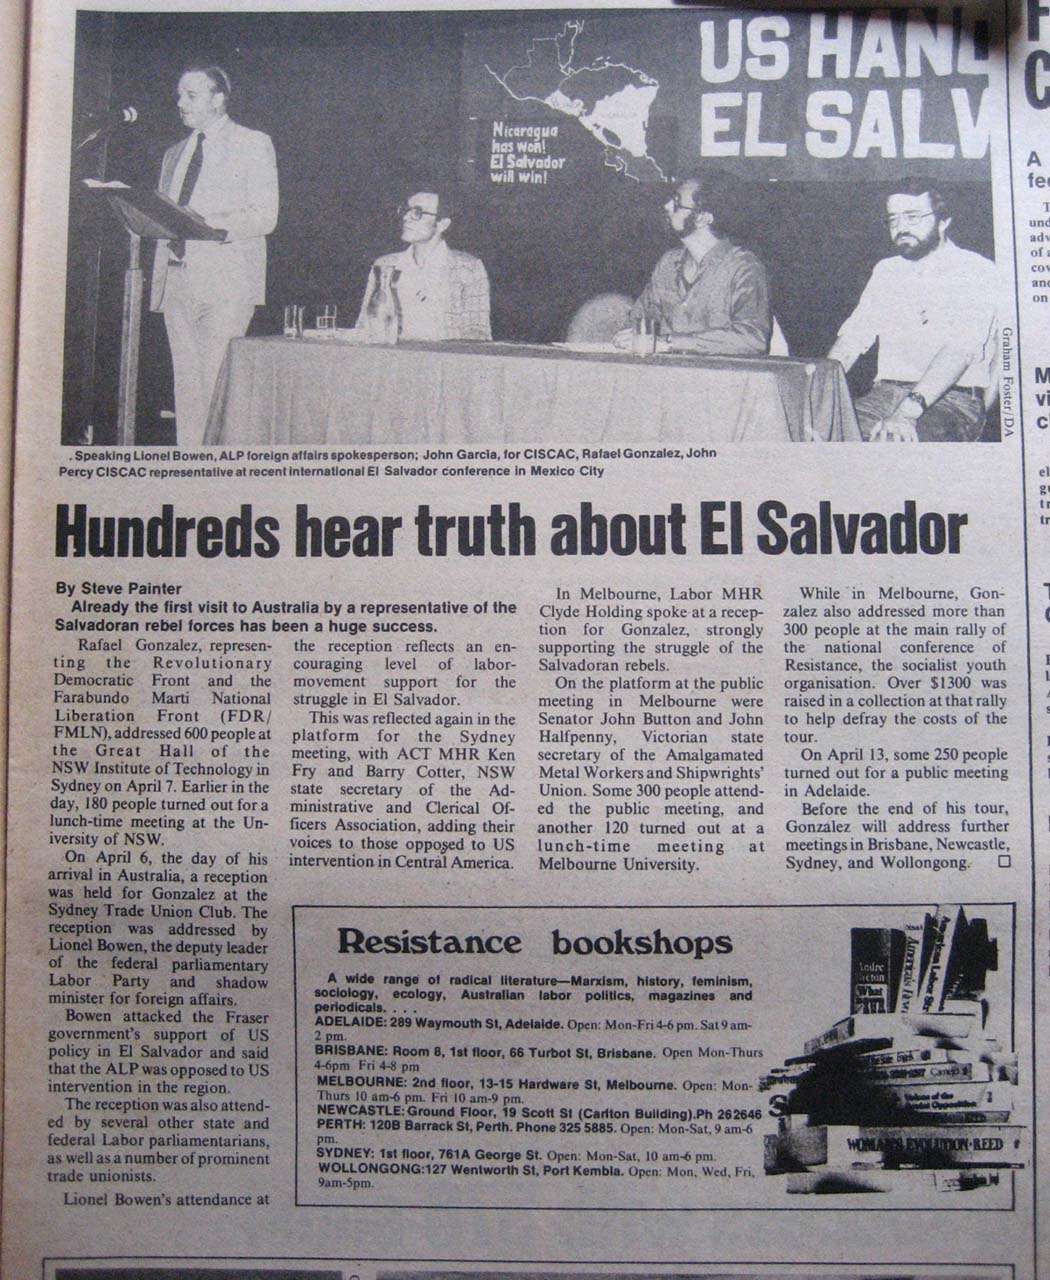 US HAND
EL SALV
Nicaragua
has won!
El Salvador
will win!
Graham Foster/DA
. Speaking Lionel Bowen, ALP foreign affairs spokesperson; John Garcia, for CISCAC, Rafael Gonzalez, John
Percy CISCAC representative at recent international El Salvador conference in Mexico City
Hundreds hear truth about El Salvador
By Steve Painter
Already the first visit to Australia by a representative of the
Salvadoran rebel forces has been a huge success.
Rafael Gonzalez, represen-
ting the Revolutionary
Democratic Front and the
Farabundo Marti National
Liberation Front (FDR/
FMLN), addressed 600 people at
the Great Hall of the
NSW Institute of Technology in
Sydney on April 7. Earlier in the
day, 180 people turned out for a
lunch-time meeting at the Un-
iversity of NSW.
On April 6, the day of his
arrival in Australia, a reception
was held for Gonzalez at the
Sydney Trade Union Club. The
reception was addressed by
Lionel Bowen, the deputy leader
of the federal parliamentary
Labor Party and shadow
minister for foreign affairs.
Bowen attacked the Fraser
government's support of US
policy in El Salvador and said
that the ALP was opposed to US
intervention in the region.
The reception was also attend-
ed by several other state and
federal Labor parliamentarians,
as well as a number of prominent
trade unionists.
Lionel Bowen's attendance at
the reception reflects an en-
couraging level of labor-
movement support for the
struggle in El Salvador.
This was reflected again in the
platform for the Sydney
meeting, with ACT MHR Ken
Fry and Barry Cotter, NSW
state secretary of the Ad-
ministrative and Clerical Of-
ficers Association, adding their
voices to those opposed to US
intervention in Central America.
In Melbourne, Labor MHR
Clyde Holding spoke at a recep-
tion for Gonzalez, strongly
supporting the struggle of the
Salvadoran rebels.
On the platform at the public
meeting in Melbourne were
Senator John Button and John
Halfpenny, Victorian state
secretary of the Amalgamated
Metal Workers and Shipwrights'
Union. Some 300 people attend-
ed the public meeting, and
another 120 turned out at a
lunch-time meeting at
Melbourne University.
While in Melbourne, Gon-
zalez also addressed more than
300 people at the main rally of
the national conference of
Resistance, the socialist youth
organisation. Over $1300 was
raised in a collection at that rally
to help defray the costs of the
tour.
On April 13, some 250 people
turned out for a public meeting
in Adelaide.
Before the end of his tour,
Gonzalez will address further
meetings in Brisbane, Newcastle,
Sydney, and Wollongong. □
Resistance bookshops
A wide range of radical literature—Marxism, history, feminism,
sociology, ecology, Australian labor politics, magazines and
periodicals. . . .
ADELAIDE: 289 Waymouth St, Adelaide. Open: Mon-Fri 4-6 pm. Sat 9 am-
2 pm.
BRISBANE: Room 8, 1st floor, 66 Turbot St, Brisbane. Open Mon-Thurs
4-6pm Fri 4-8 pm
MELBOURNE: 2nd floor, 13-15 Hardware St, Melbourne. Open: Mon-
Thurs 10 am-6 pm. Fri 10 am-9 pm.
NEWCASTLE: Ground Floor, 19 Scott St (Carlton Building).Ph 262646
PERTH: 120B Barrack St, Perth. Phone 325 5885. Open: Mon-Sat, 9 am-6
pm.
SYDNEY: 1st floor, 761A George St. Open: Mon-Sat, 10 am-6 pm.
WOLLONGONG: 127 Wentworth St, Port Kembla. Open: Mon, Wed, Fri,
9am-5pm.
WOMAN'S EVOLUTION • REED